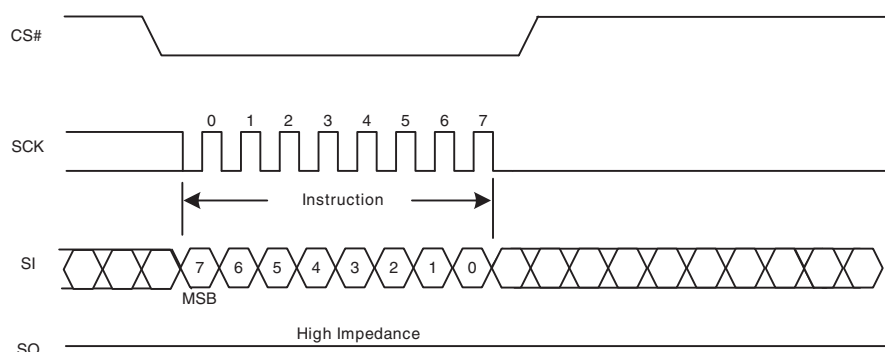 CS#
0 1 2 3 4 5 6 7
SCK
Instruction
SI
7 6 5 4 3 2 1 0
MSB
High Impedance
SO